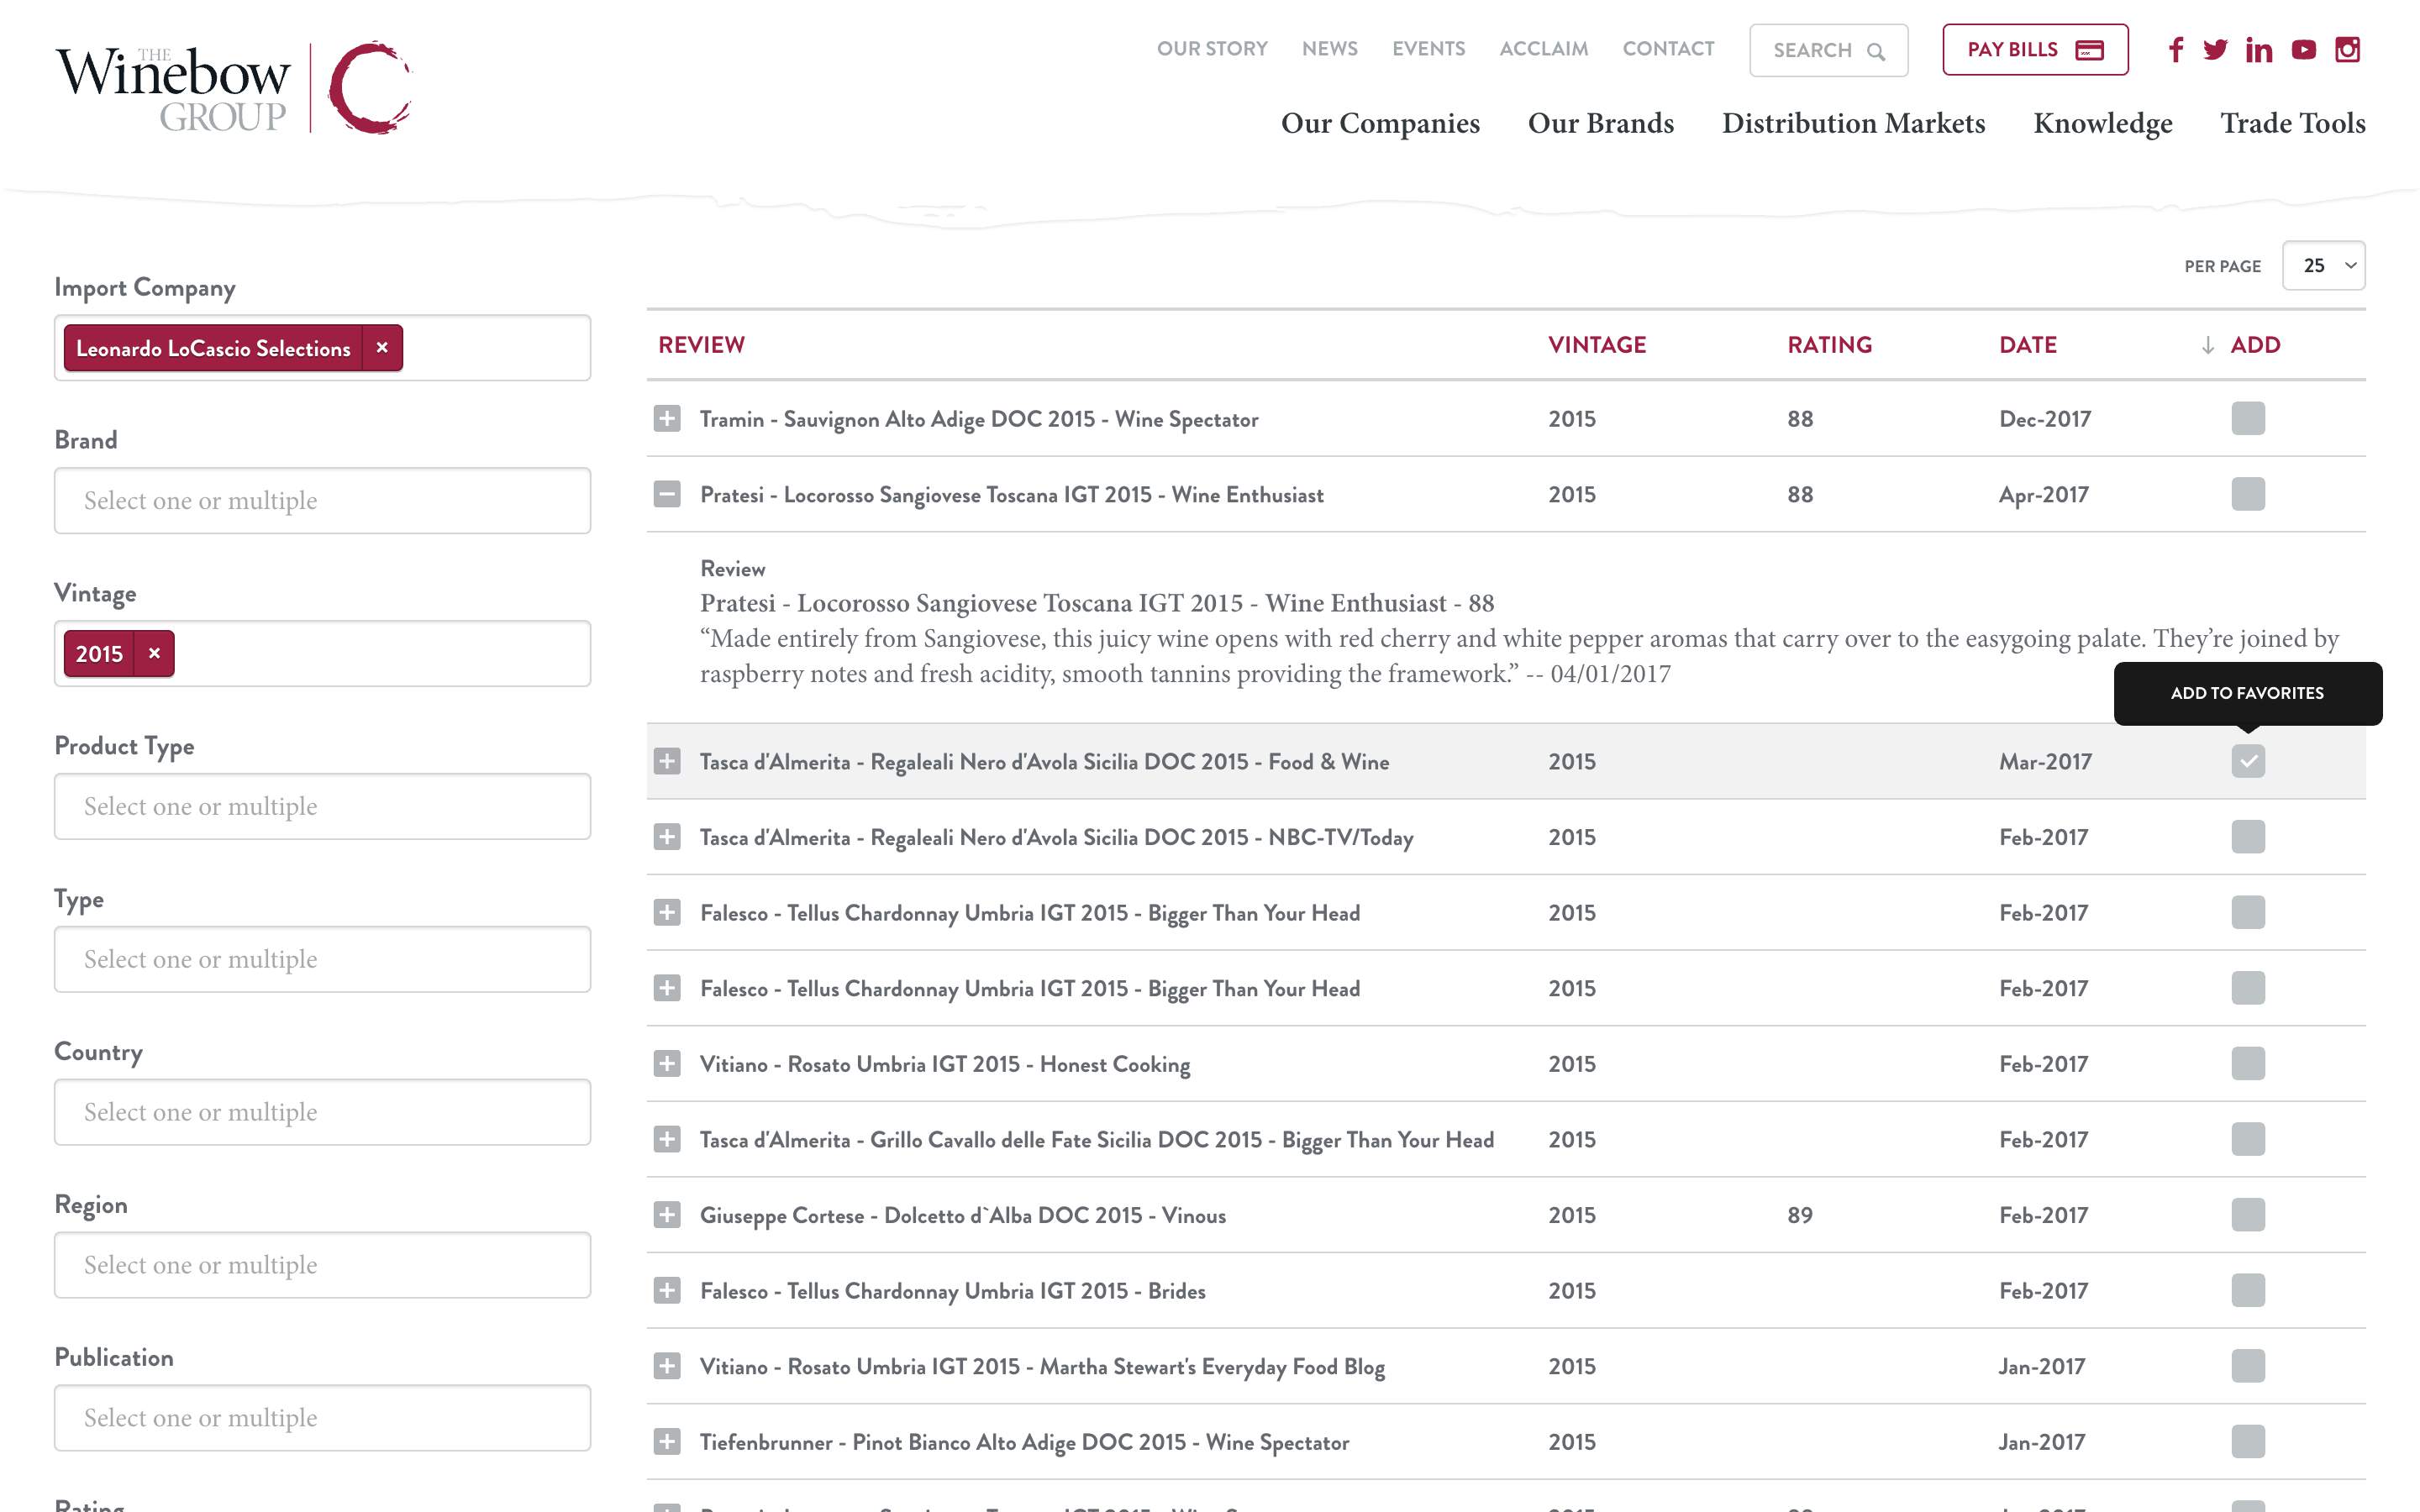 THE
Winebow
GROUP
OUR STORY NEWS EVENTS ACCLAIM CONTACT SEARCH PAY BILLS
Our Companies Our Brands Distribution Markets Knowledge Trade Tools
PER PAGE 25
Import Company
Leonardo LoCascio Selections ×
Brand
Select one or multiple
Vintage
2015 ×
Product Type
Select one or multiple
Type
Select one or multiple
Country
Select one or multiple
Region
Select one or multiple
Publication
Select one or multiple
Rating
REVIEW VINTAGE RATING DATE ↓ ADD
Tramin - Sauvignon Alto Adige DOC 2015 - Wine Spectator 2015 88 Dec-2017
Pratesi - Locorosso Sangiovese Toscana IGT 2015 - Wine Enthusiast 2015 88 Apr-2017
Review
Pratesi - Locorosso Sangiovese Toscana IGT 2015 - Wine Enthusiast - 88
“Made entirely from Sangiovese, this juicy wine opens with red cherry and white pepper aromas that carry over to the easygoing palate. They’re joined by
raspberry notes and fresh acidity, smooth tannins providing the framework.” -- 04/01/2017
ADD TO FAVORITES
Tasca d'Almerita - Regaleali Nero d'Avola Sicilia DOC 2015 - Food & Wine 2015 Mar-2017
Tasca d'Almerita - Regaleali Nero d'Avola Sicilia DOC 2015 - NBC-TV/Today 2015 Feb-2017
Falesco - Tellus Chardonnay Umbria IGT 2015 - Bigger Than Your Head 2015 Feb-2017
Falesco - Tellus Chardonnay Umbria IGT 2015 - Bigger Than Your Head 2015 Feb-2017
Vitiano - Rosato Umbria IGT 2015 - Honest Cooking 2015 Feb-2017
Tasca d'Almerita - Grillo Cavallo delle Fate Sicilia DOC 2015 - Bigger Than Your Head 2015 Feb-2017
Giuseppe Cortese - Dolcetto d`Alba DOC 2015 - Vinous 2015 89 Feb-2017
Falesco - Tellus Chardonnay Umbria IGT 2015 - Brides 2015 Feb-2017
Vitiano - Rosato Umbria IGT 2015 - Martha Stewart's Everyday Food Blog 2015 Jan-2017
Tiefenbrunner - Pinot Bianco Alto Adige DOC 2015 - Wine Spectator 2015 Jan-2017